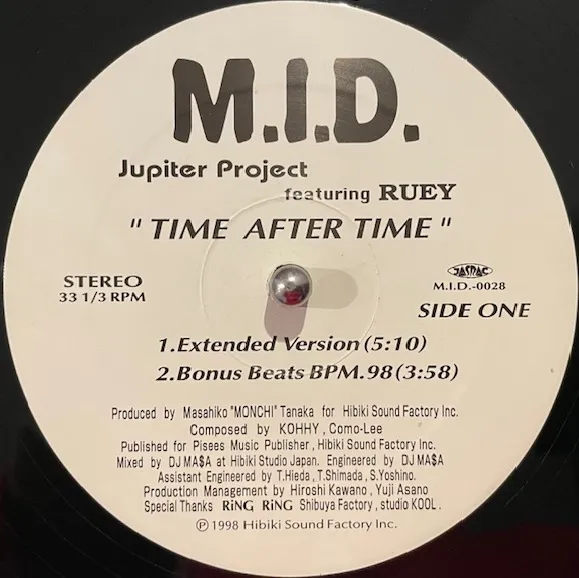 M.I.D.
Jupiter Project
featuring RUEY
"TIME AFTER TIME"
STEREO
33 1/3 RPM
JASRAC
M.I.D.-0028
SIDE ONE
1.Extended Version (5:10)
2.Bonus Beats BPM.98 (3:58)
Produced by Masahiko "MONCHI" Tanaka for Hibiki Sound Factory Inc.
Composed by KOHHY, Como-Lee
Published for Pisees Music Publisher, Hibiki Sound Factory Inc.
Mixed by DJ MA$A at Hibiki Studio Japan. Engineered by DJ MA$A
Assistant Engineered by T.Hieda, T.Shimada, S.Yoshino.
Production Management by Hiroshi Kawano, Yuji Asano
Special Thanks RiNG RiNG Shibuya Factory, studio KOOL.
Ⓟ 1998 Hibiki Sound Factory Inc.